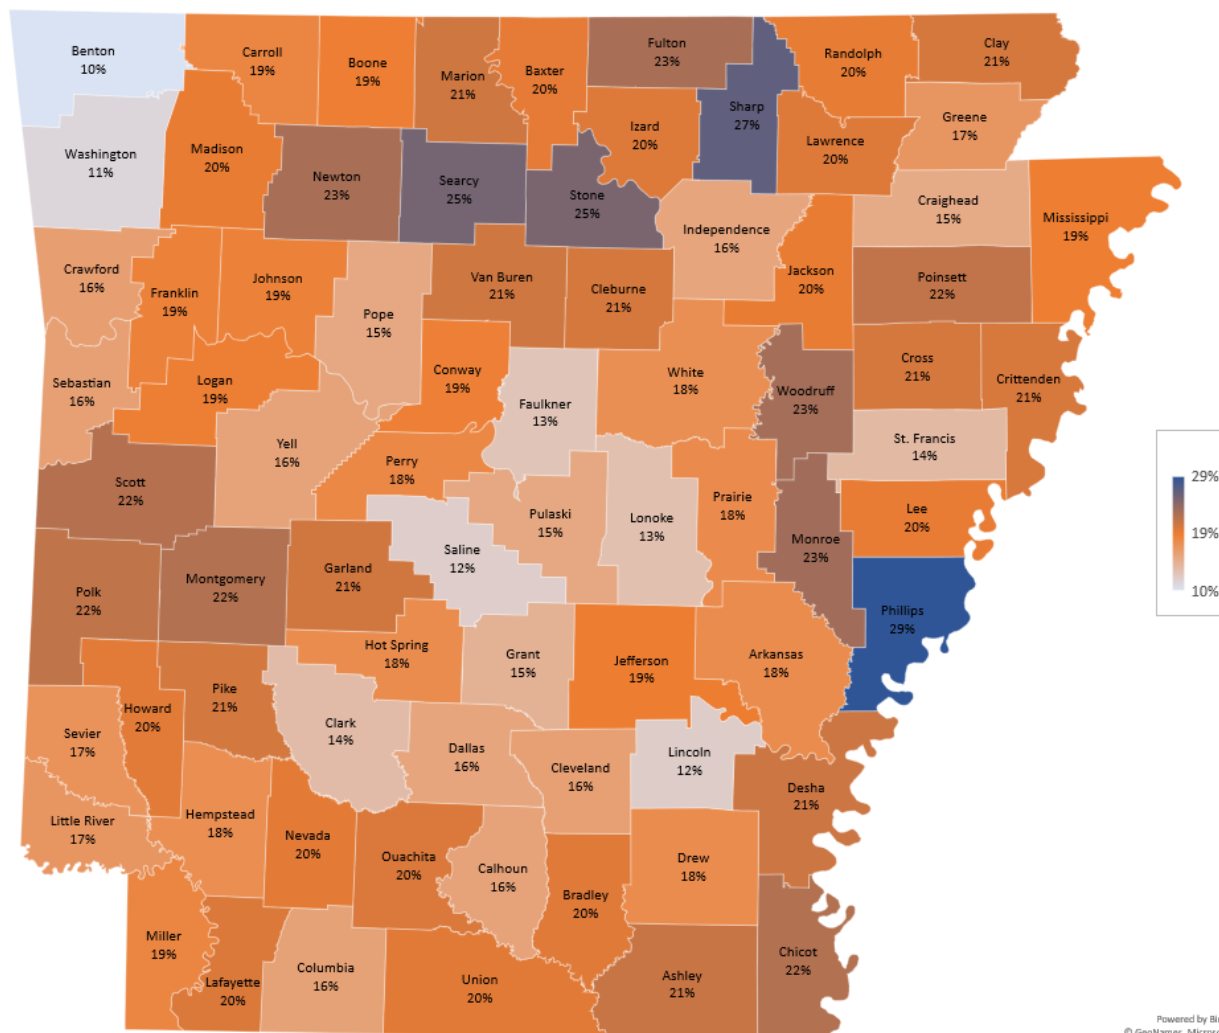 Benton
10%
Carroll
19%
Boone
19%
Marion
21%
Baxter
20%
Fulton
23%
Sharp
27%
Randolph
20%
Clay
21%
Washington
11%
Madison
20%
Newton
23%
Searcy
25%
Stone
25%
Izard
20%
Lawrence
20%
Greene
17%
Independence
16%
Craighead
15%
Mississippi
19%
Crawford
16%
Franklin
19%
Johnson
19%
Pope
15%
Van Buren
21%
Cleburne
21%
Jackson
20%
Poinsett
22%
Sebastian
16%
Logan
19%
Conway
19%
Faulkner
13%
White
18%
Woodruff
23%
Cross
21%
Crittenden
21%
Yell
16%
Perry
18%
St. Francis
14%
Scott
22%
Pulaski
15%
Lonoke
13%
Prairie
18%
Lee
20%
Monroe
23%
29%
19%
10%
Polk
22%
Montgomery
22%
Garland
21%
Saline
12%
Phillips
29%
Hot Spring
18%
Grant
15%
Jefferson
19%
Arkansas
18%
Sevier
17%
Howard
20%
Pike
21%
Clark
14%
Dallas
16%
Cleveland
16%
Lincoln
12%
Desha
21%
Little River
17%
Hempstead
18%
Nevada
20%
Ouachita
20%
Calhoun
16%
Bradley
20%
Drew
18%
Miller
19%
Lafayette
20%
Columbia
16%
Union
20%
Ashley
21%
Chicot
22%
Powered by Bi
© GeoNames, Microso